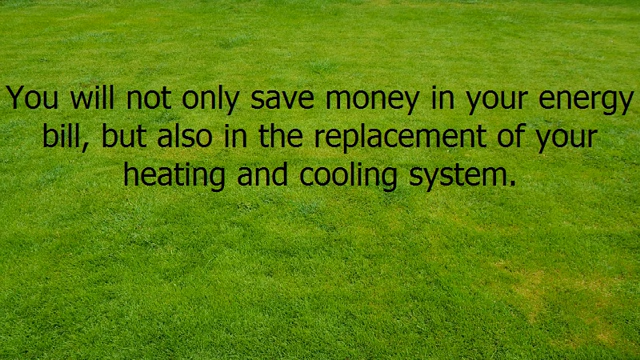 You will not only save money in your energy
bill, but also in the replacement of your
heating and cooling system.